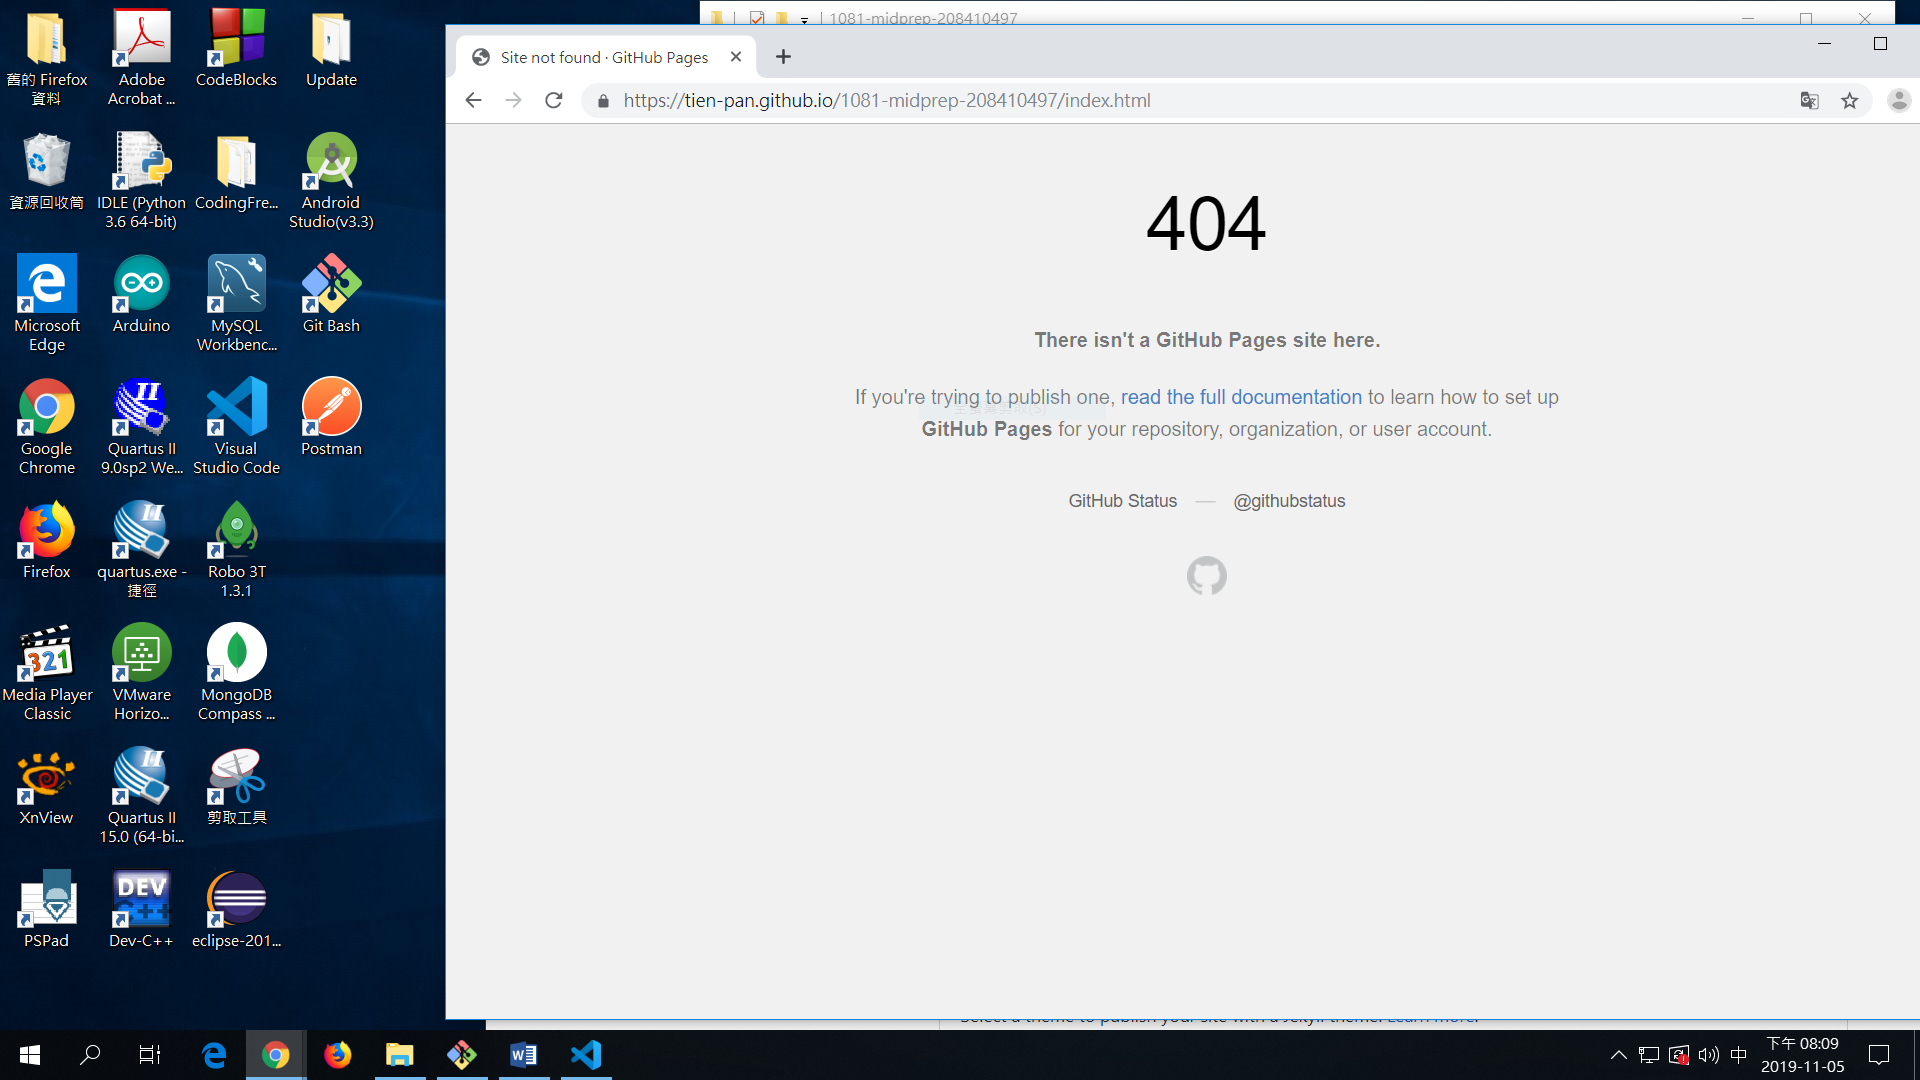 舊的 Firefox
資料
Adobe
Acrobat ...
CodeBlocks
Update
資源回收筒
IDLE (Python
3.6 64-bit)
CodingFre...
Android
Studio(v3.3)
Microsoft
Edge
Arduino
MySQL
Workbenc...
Git Bash
Google
Chrome
Quartus II
9.0sp2 We...
Visual
Studio Code
Postman
Firefox
quartus.exe -
捷徑
Robo 3T
1.3.1
321
Media Player
Classic
VMware
Horizo...
MongoDB
Compass ...
XnView
Quartus II
15.0 (64-bi...
剪取工具
PSPad
DEV
C++
Dev-C++
eclipse-201...
1081-midprep-208410497
Site not found · GitHub Pages
https://tien-pan.github.io/1081-midprep-208410497/index.html
404
There isn't a GitHub Pages site here.
If you're trying to publish one, read the full documentation to learn how to set up
GitHub Pages for your repository, organization, or user account.
GitHub Status — @githubstatus
Select a theme to publish your site with a Jekyll theme. Learn more.
中
下午 08:09
2019-11-05